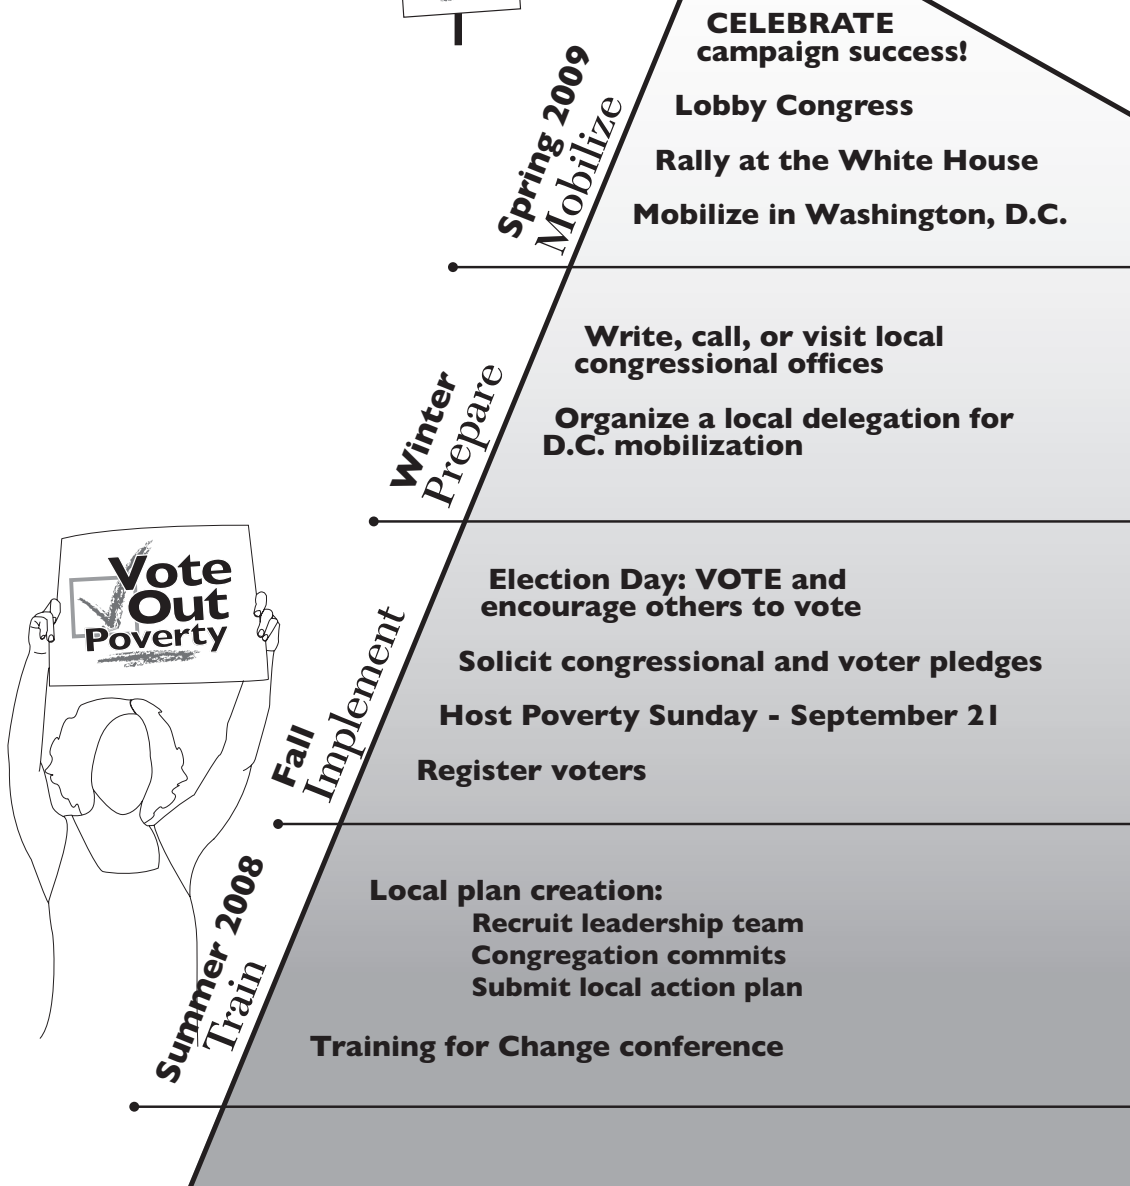 CELEBRATE
campaign success!
Lobby Congress
Rally at the White House
Mobilize in Washington, D.C.
Spring 2009
Mobilize
Write, call, or visit local
congressional offices
Organize a local delegation for
D.C. mobilization
Winter
Prepare
Election Day: VOTE and
encourage others to vote
Solicit congressional and voter pledges
Host Poverty Sunday - September 21
Register voters
Fall
Implement
Vote
Out
Poverty
Local plan creation:
Recruit leadership team
Congregation commits
Submit local action plan
Training for Change conference
Summer 2008
Train